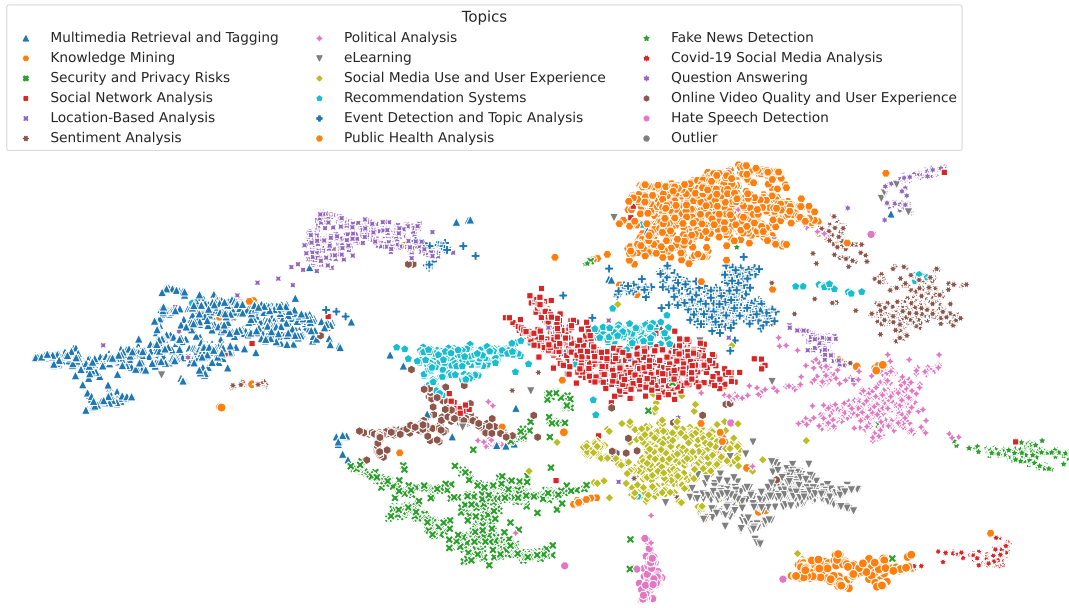 Topics
Multimedia Retrieval and Tagging
Knowledge Mining
Security and Privacy Risks
Social Network Analysis
Location-Based Analysis
Sentiment Analysis
Political Analysis
eLearning
Social Media Use and User Experience
Recommendation Systems
Event Detection and Topic Analysis
Public Health Analysis
Fake News Detection
Covid-19 Social Media Analysis
Question Answering
Online Video Quality and User Experience
Hate Speech Detection
Outlier